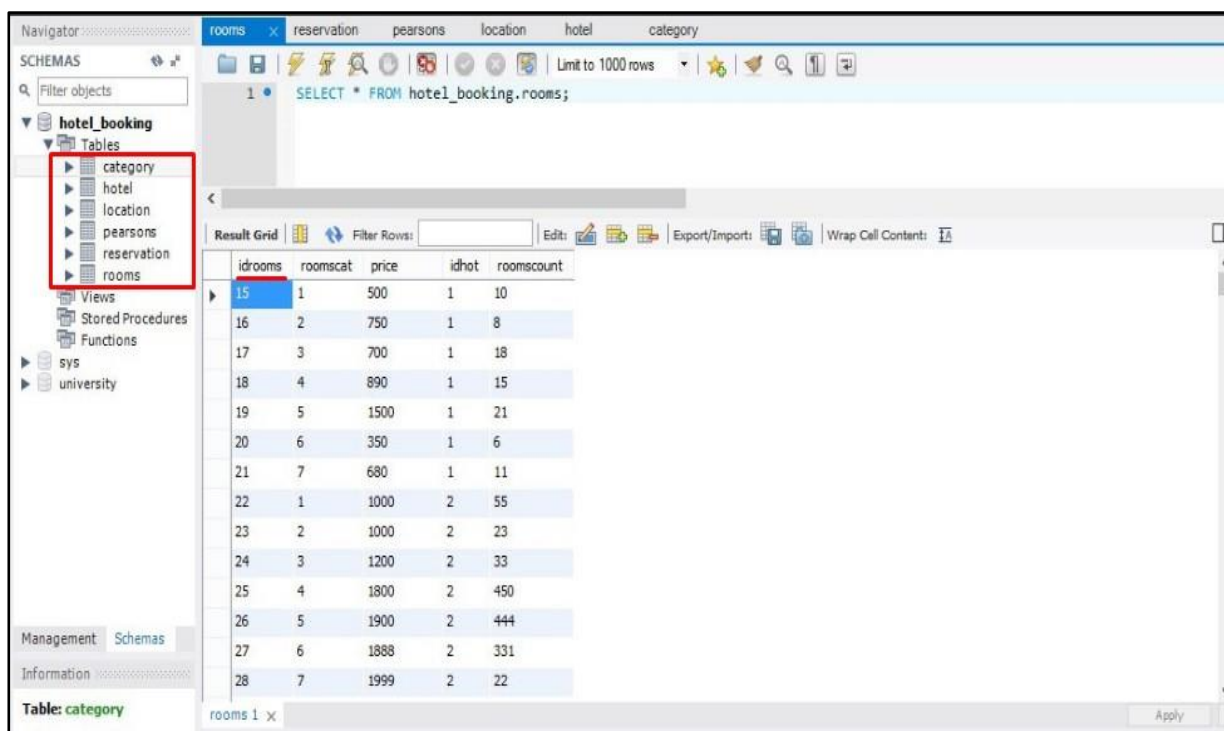 Navigator
SCHEMAS
Filter objects
hotel_booking
Tables
category
hotel
location
pearsons
reservation
rooms
Views
Stored Procedures
Functions
sys
university
Management Schemas
Information
Table: category
rooms x reservation pearsons location hotel category
Limit to 1000 rows
1 SELECT * FROM hotel_booking.rooms;
Result Grid Filter Rows: Edit: Export/Import: Wrap Cell Content: IA
idrooms roomscat price idhot roomscount
15 1 500 1 10
16 2 750 1 8
17 3 700 1 18
18 4 890 1 15
19 5 1500 1 21
20 6 350 1 6
21 7 680 1 11
22 1 1000 2 55
23 2 1000 2 23
24 3 1200 2 33
25 4 1800 2 450
26 5 1900 2 444
27 6 1888 2 331
28 7 1999 2 22
rooms 1 x Apply